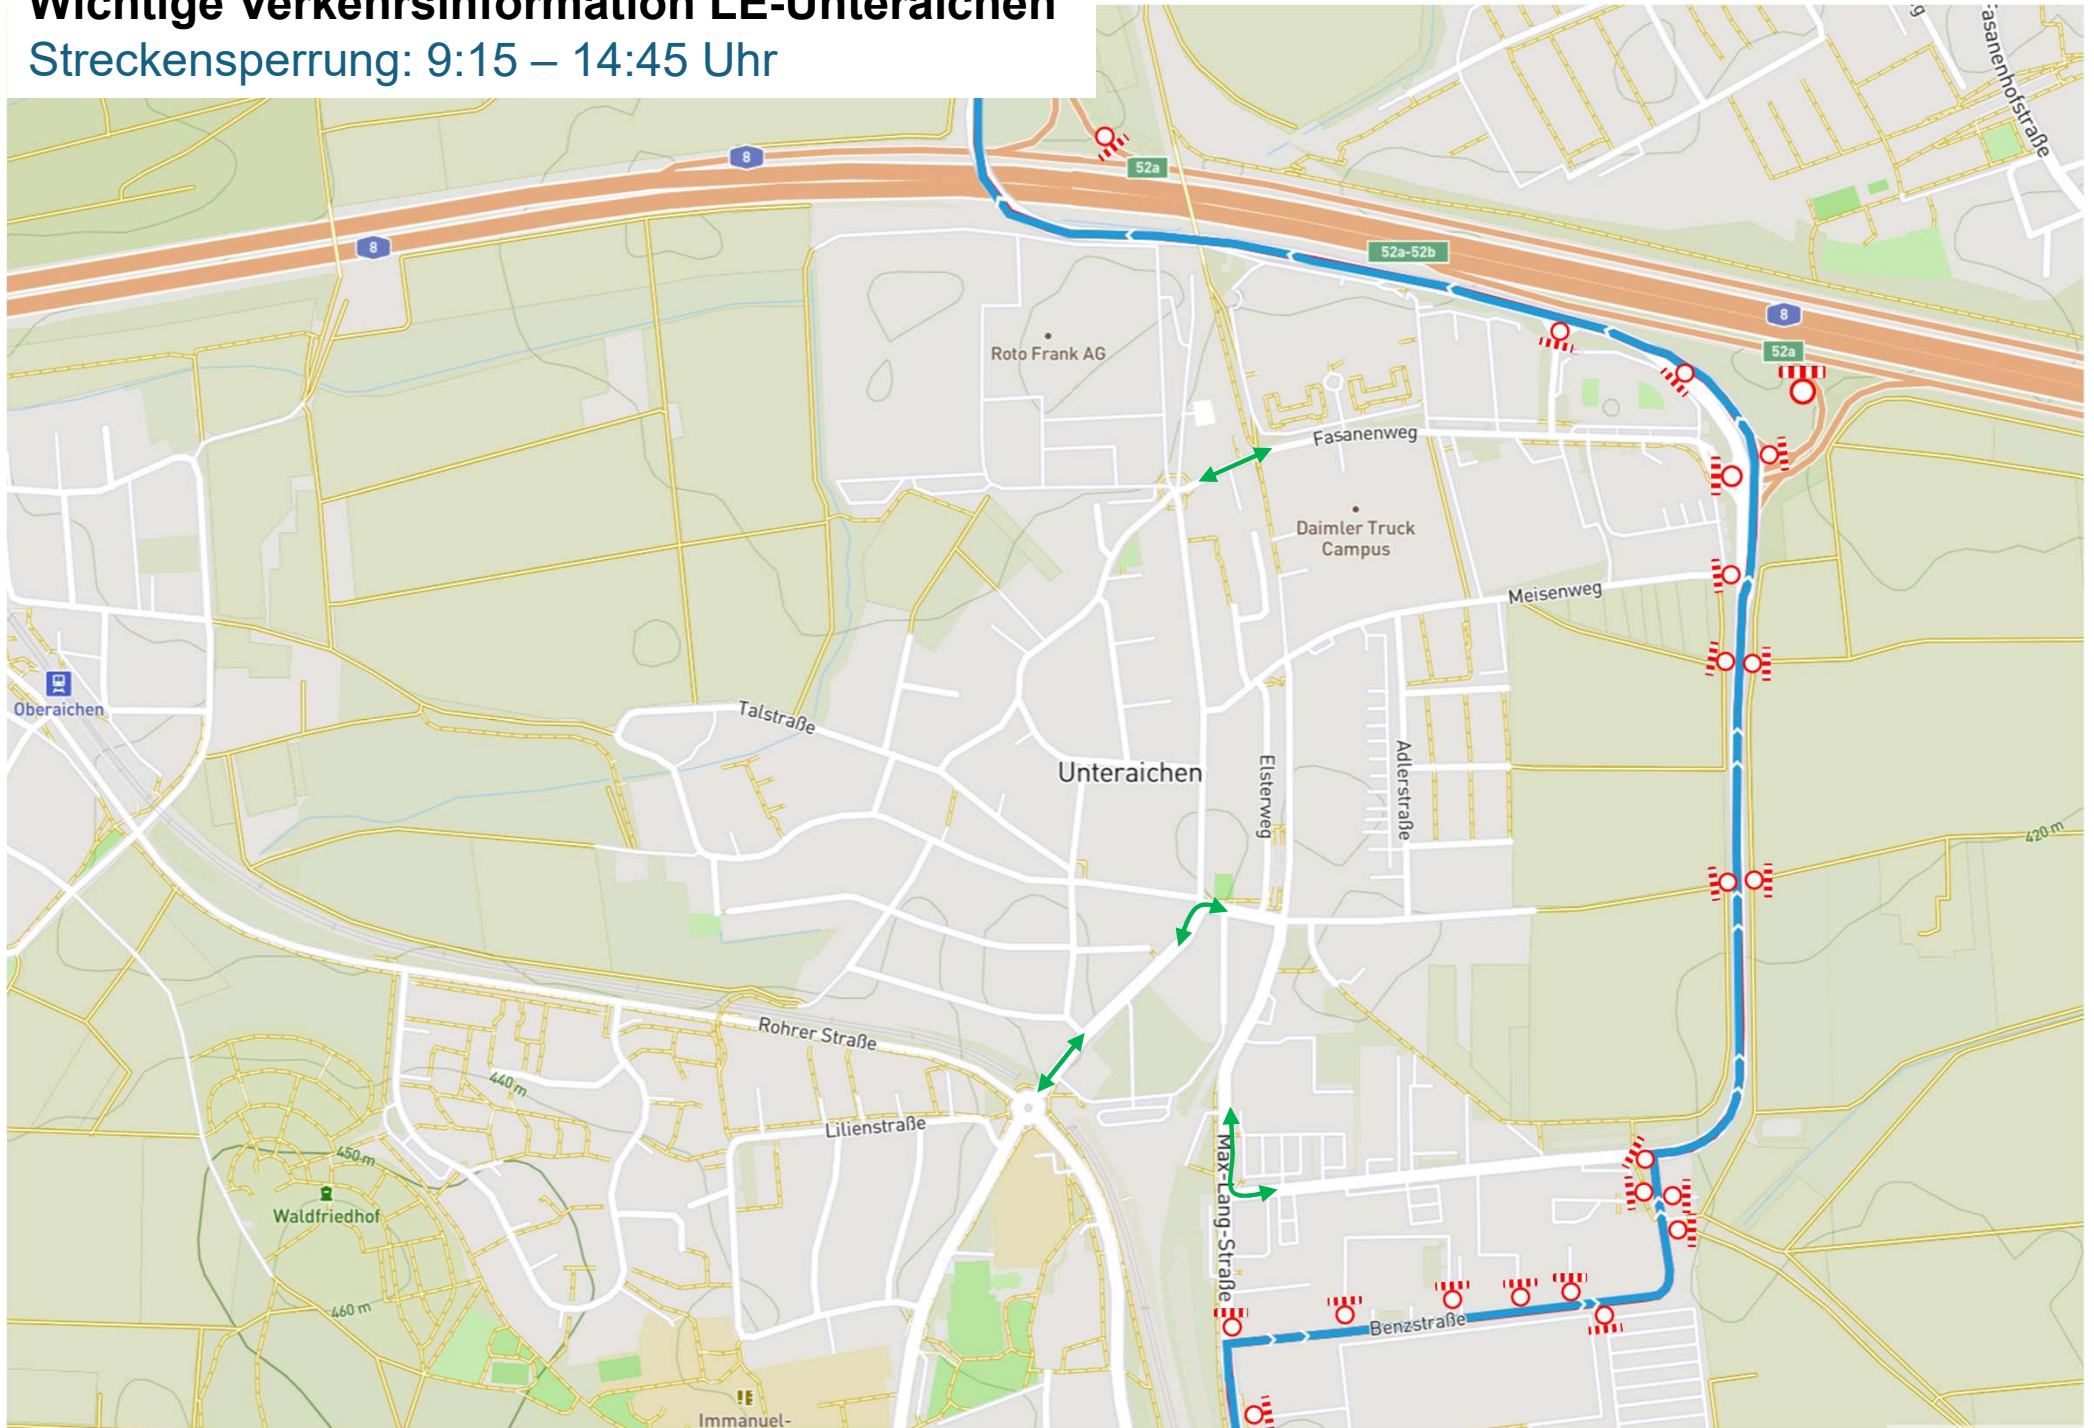 Wichtige Verkehrsinformation LE-Unteraichen
Streckensperrung: 9:15 – 14:45 Uhr
Fasanenhofstraße
8
52a
8
52a-52b
8
52a
Roto Frank AG
Fasanenweg
Daimler Truck
Campus
Meisenweg
Oberaichen
Talstraße
Unteraichen
Elsterweg
Adlerstraße
420 m
Rohrer Straße
440 m
Lilienstraße
450 m
Max-Lang-Straße
Waldfriedhof
460 m
Benzstraße
Immanuel-